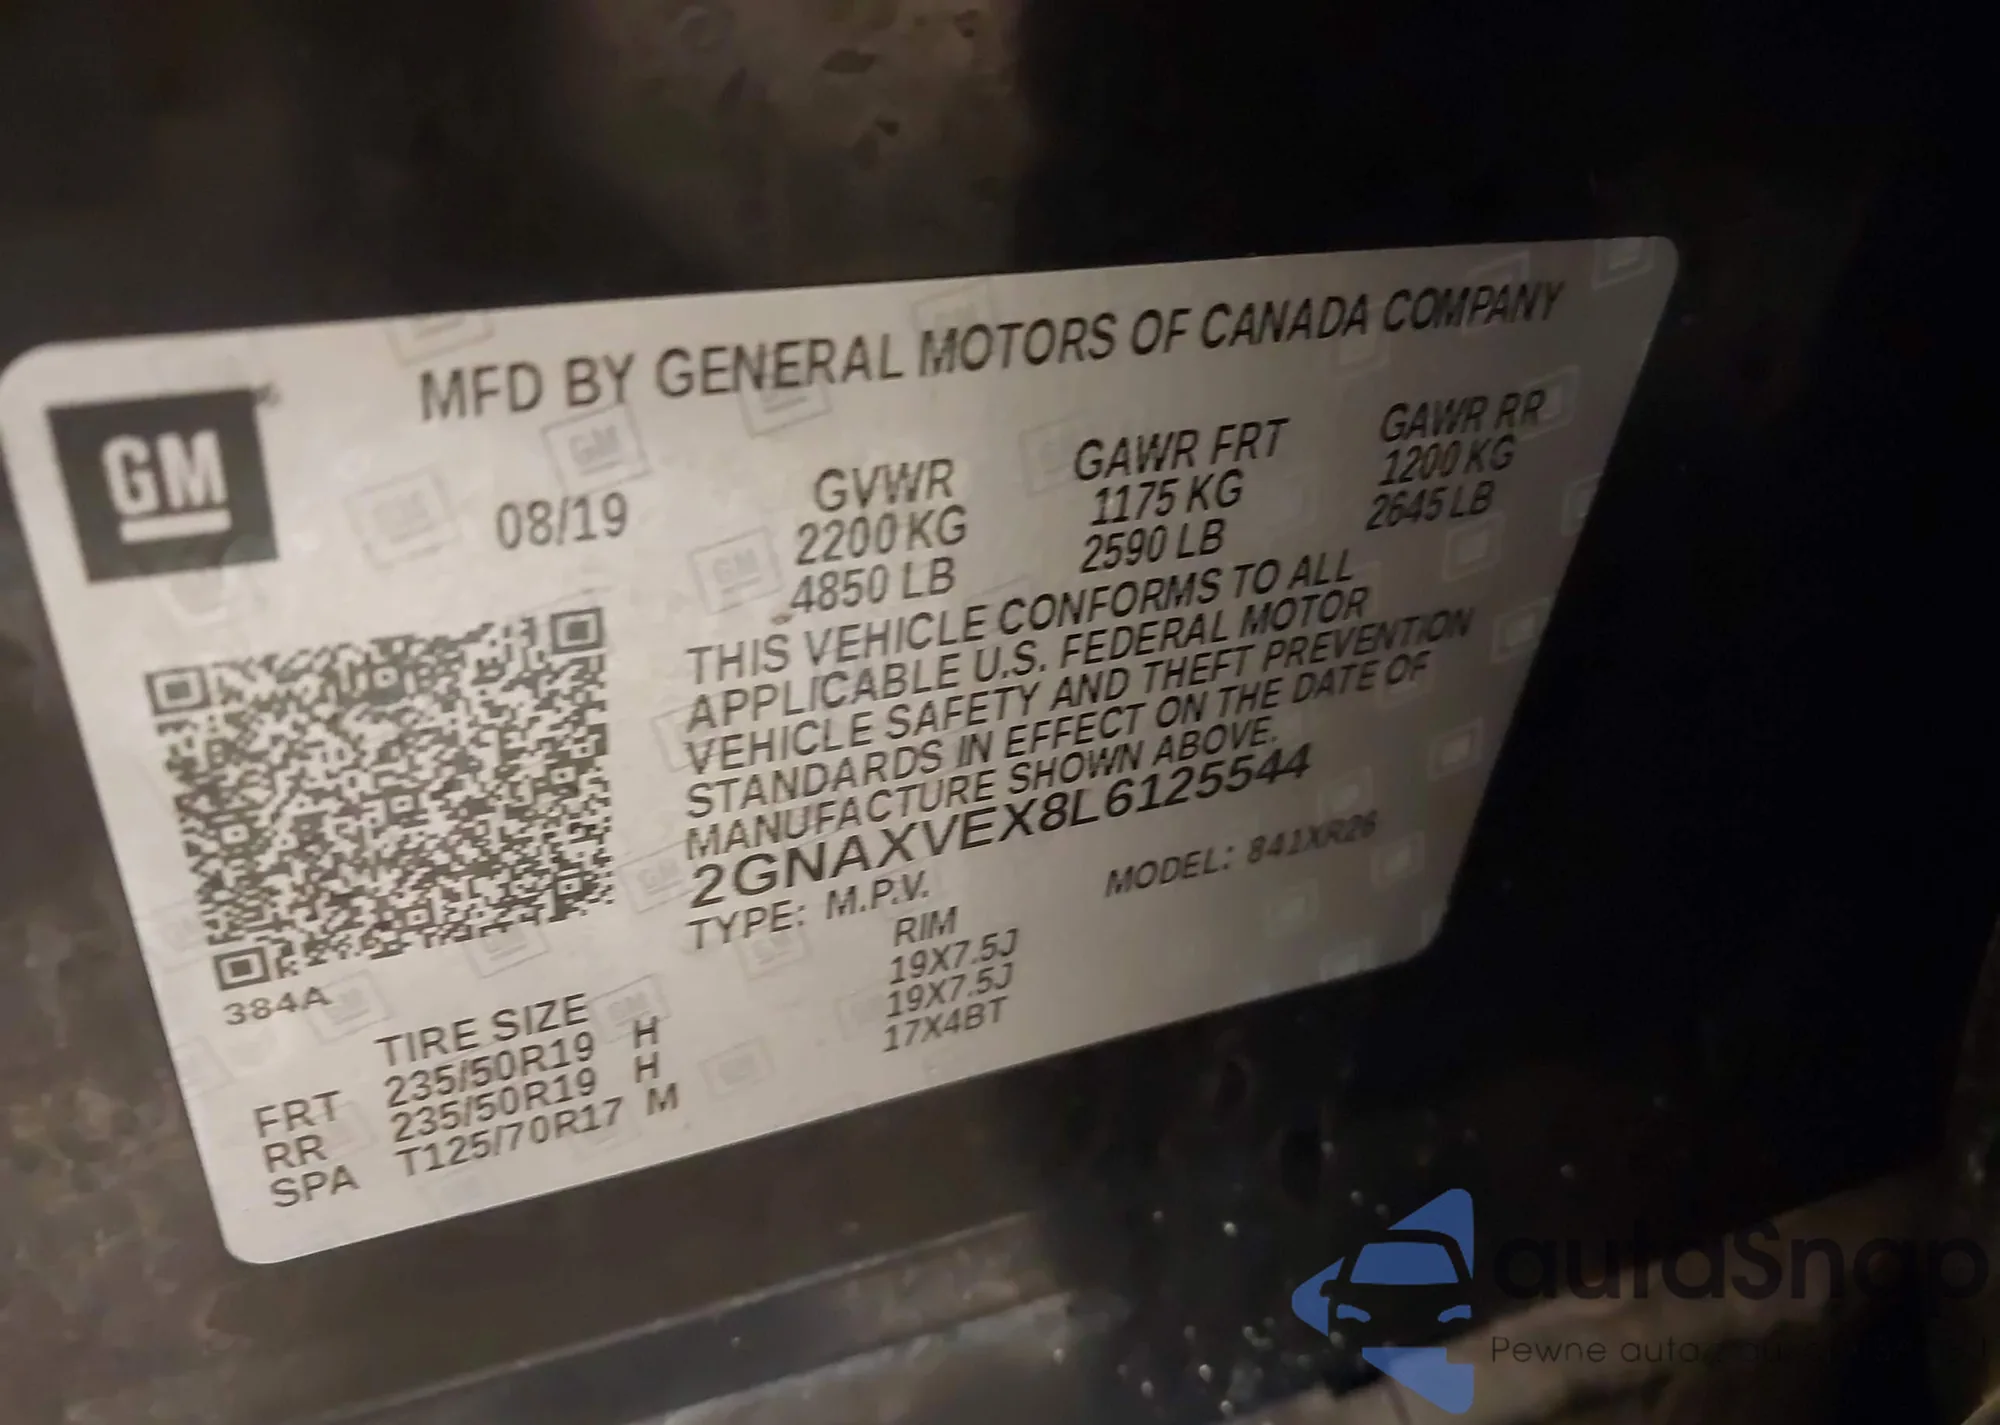 MFD BY GENERAL MOTORS OF CANADA COMPANY
GM
08/19
GVWR
2200 KG
4850 LB
GAWR FRT
1175 KG
2590 LB
GAWR RR
1200 KG
2645 LB
THIS VEHICLE CONFORMS TO ALL
APPLICABLE U.S. FEDERAL MOTOR
VEHICLE SAFETY AND THEFT PREVENTION
STANDARDS IN EFFECT ON THE DATE OF
MANUFACTURE SHOWN ABOVE.
2GNAXVEX8L6125544
TYPE: M.P.V.
MODEL: 841XR26
384A
TIRE SIZE
RIM
FRT 235/50R19 H 19X7.5J
RR 235/50R19 H 19X7.5J
SPA T125/70R17 M 17X4BT
autaSnap
Pewne auta